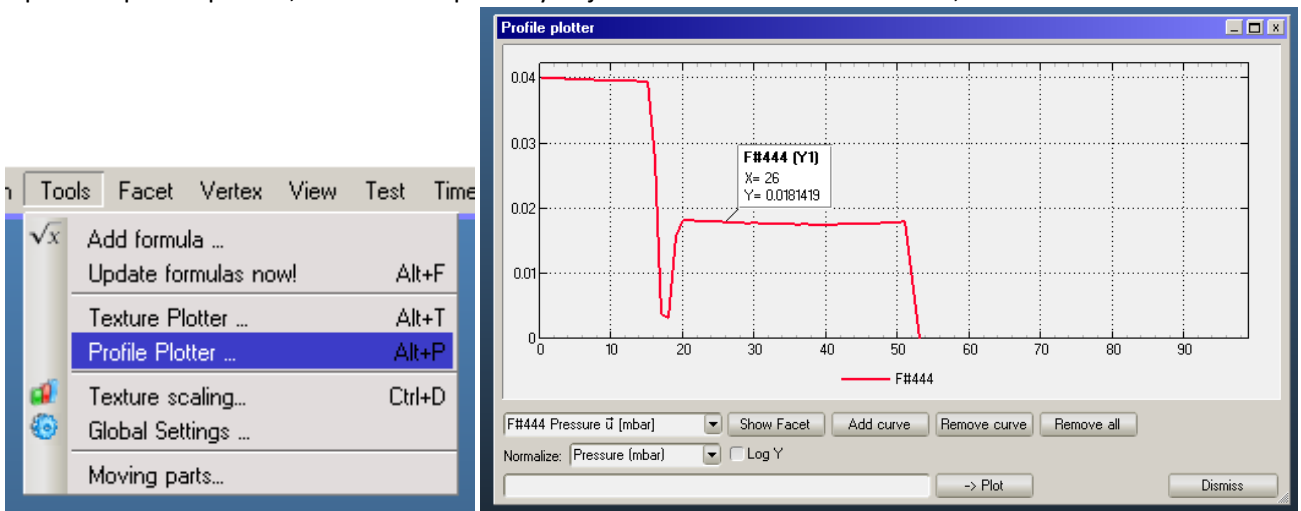 Tools Facet Vertex View Test Time
√x Add formula ...
Update formulas now! Alt+F
Texture Plotter ... Alt+T
Profile Plotter ... Alt+P
Texture scaling... Ctrl+D
Global Settings ...
Moving parts...
Profile plotter
0.04
0.03
0.02
0.01
0
F#444 (Y1)
X= 26
Y= 0.0181419
0 10 20 30 40 50 60 70 80 90
F#444
F#444 Pressure u⃗ [mbar] Show Facet Add curve Remove curve Remove all
Normalize: Pressure (mbar) Log Y
-> Plot Dismiss